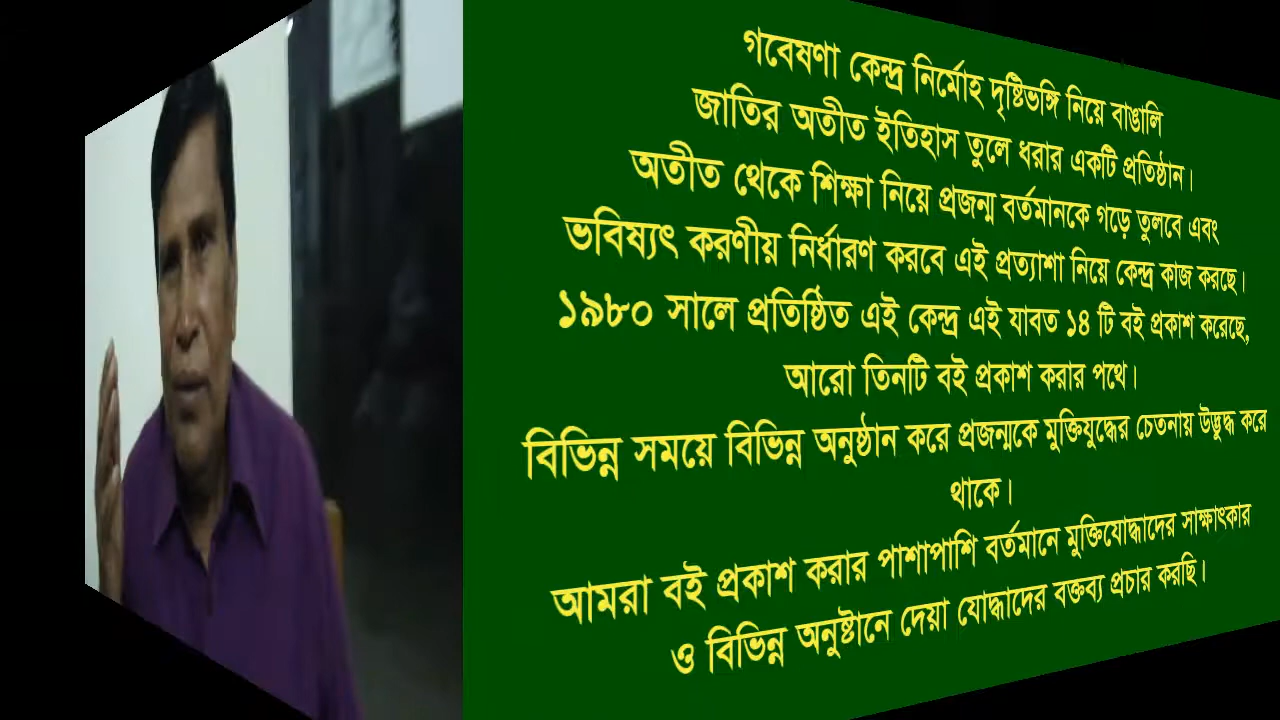 গবেষণা কেন্দ্র নির্মোহ দৃষ্টিভঙ্গি নিয়ে বাঙালি
জাতির অতীত ইতিহাস তুলে ধরার একটি প্রতিষ্ঠান।
অতীত থেকে শিক্ষা নিয়ে প্রজন্ম বর্তমানকে গড়ে তুলবে এবং
ভবিষ্যৎ করণীয় নির্ধারণ করবে এই প্রত্যাশা নিয়ে কেন্দ্র কাজ করছে।
১৯৮০ সালে প্রতিষ্ঠিত এই কেন্দ্র এই যাবত ১৪ টি বই প্রকাশ করেছে,
আরো তিনটি বই প্রকাশ করার পথে।
বিভিন্ন সময়ে বিভিন্ন অনুষ্ঠান করে প্রজন্মকে মুক্তিযুদ্ধের চেতনায় উদ্ভুদ্ধ করে
থাকে।
আমরা বই প্রকাশ করার পাশাপাশি বর্তমানে মুক্তিযোদ্ধাদের সাক্ষাৎকার
ও বিভিন্ন অনুষ্টানে দেয়া যোদ্ধাদের বক্তব্য প্রচার করছি।